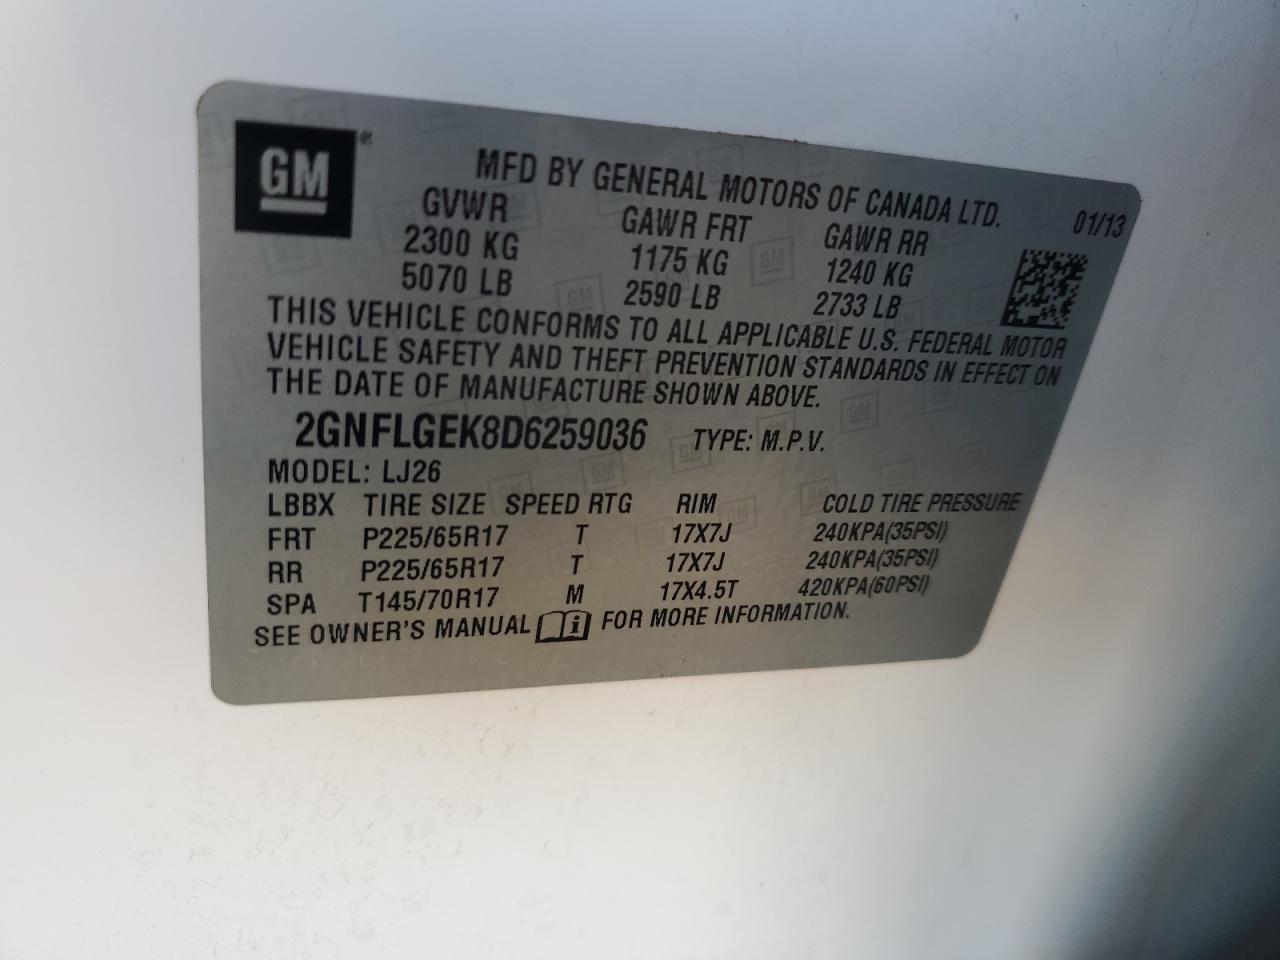 GM®
MFD BY GENERAL MOTORS OF CANADA LTD. 01/13
GVWR GAWR FRT GAWR RR
2300 KG 1175 KG 1240 KG
5070 LB 2590 LB 2733 LB
THIS VEHICLE CONFORMS TO ALL APPLICABLE U.S. FEDERAL MOTOR
VEHICLE SAFETY AND THEFT PREVENTION STANDARDS IN EFFECT ON
THE DATE OF MANUFACTURE SHOWN ABOVE.
2GNFLGEK8D6259036 TYPE: M.P.V.
MODEL: LJ26
LBBX TIRE SIZE SPEED RTG RIM COLD TIRE PRESSURE
FRT P225/65R17 T 17X7J 240KPA(35PSI)
RR P225/65R17 T 17X7J 240KPA(35PSI)
SPA T145/70R17 M 17X4.5T 420KPA(60PSI)
SEE OWNER'S MANUAL i FOR MORE INFORMATION.